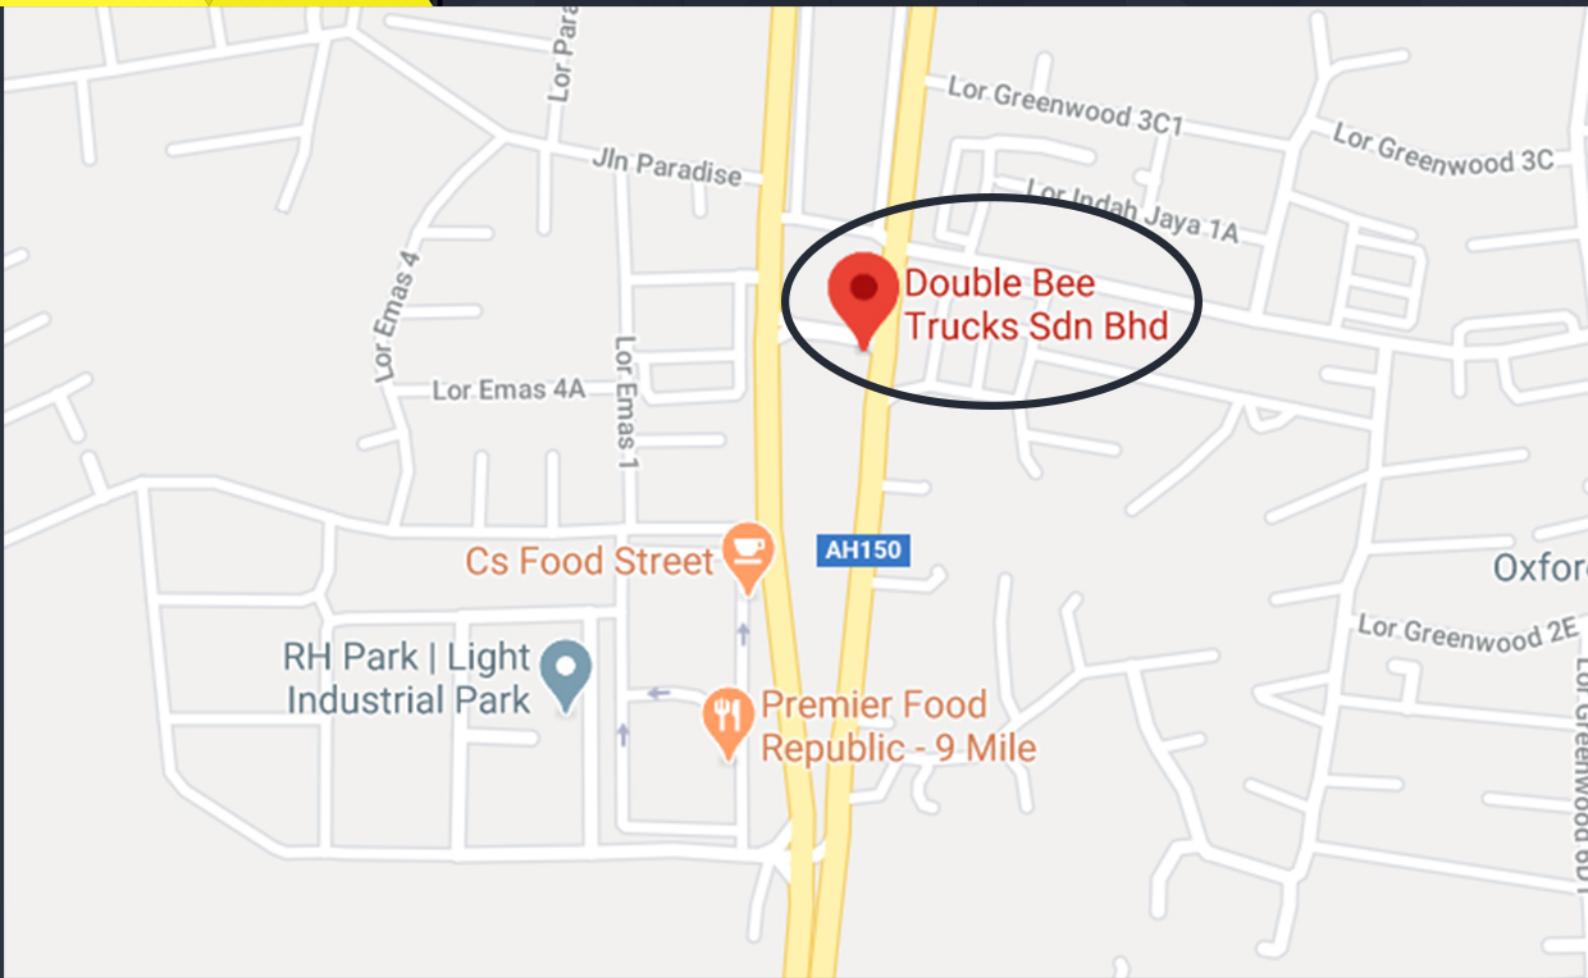 Lor Para
Lor Greenwood 3C1
Lor Greenwood 3C
Jln Paradise
Lor Indah Jaya 1A
Lor Emas 4
Double Bee
Trucks Sdn Bhd
Lor Emas 1
Lor Emas 4A
Cs Food Street
AH150
Oxfor
Lor Greenwood 2E
RH Park | Light
Industrial Park
Premier Food
Republic - 9 Mile
Lor Greenwood